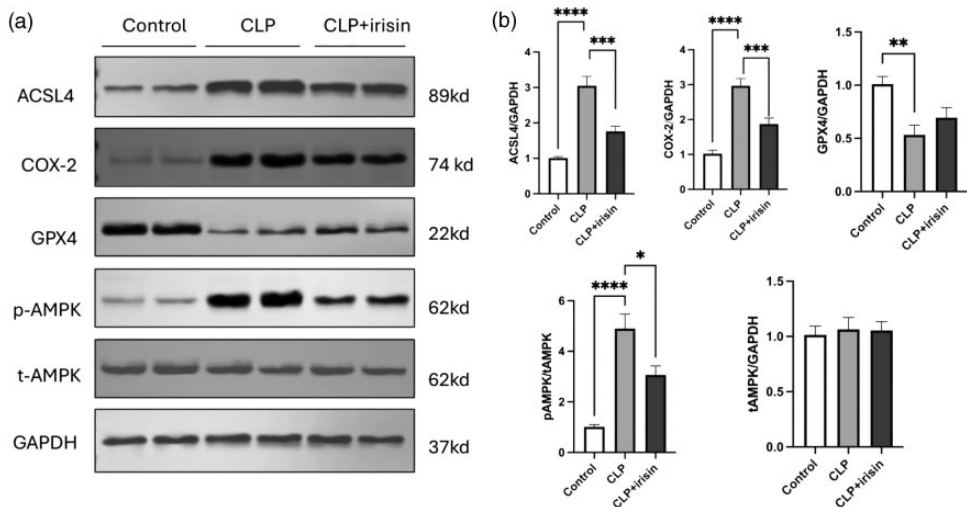 (a)
Control CLP CLP+irisin
ACSL4 89kd
COX-2 74 kd
GPX4 22kd
p-AMPK 62kd
t-AMPK 62kd
GAPDH 37kd
(b)
ACSL4/GAPDH
4
3
2
1
0
****
***
Control
CLP
CLP+irisin
COX-2/GAPDH
4
3
2
1
0
****
***
Control
CLP
CLP+irisin
GPX4/GAPDH
1.5
1.0
0.5
0.0
**
Control
CLP
CLP+irisin
pAMPK/tAMPK
6
4
2
0
****
*
Control
CLP
CLP+irisin
tAMPK/GAPDH
1.5
1.0
0.5
0.0
Control
CLP
CLP+irisin